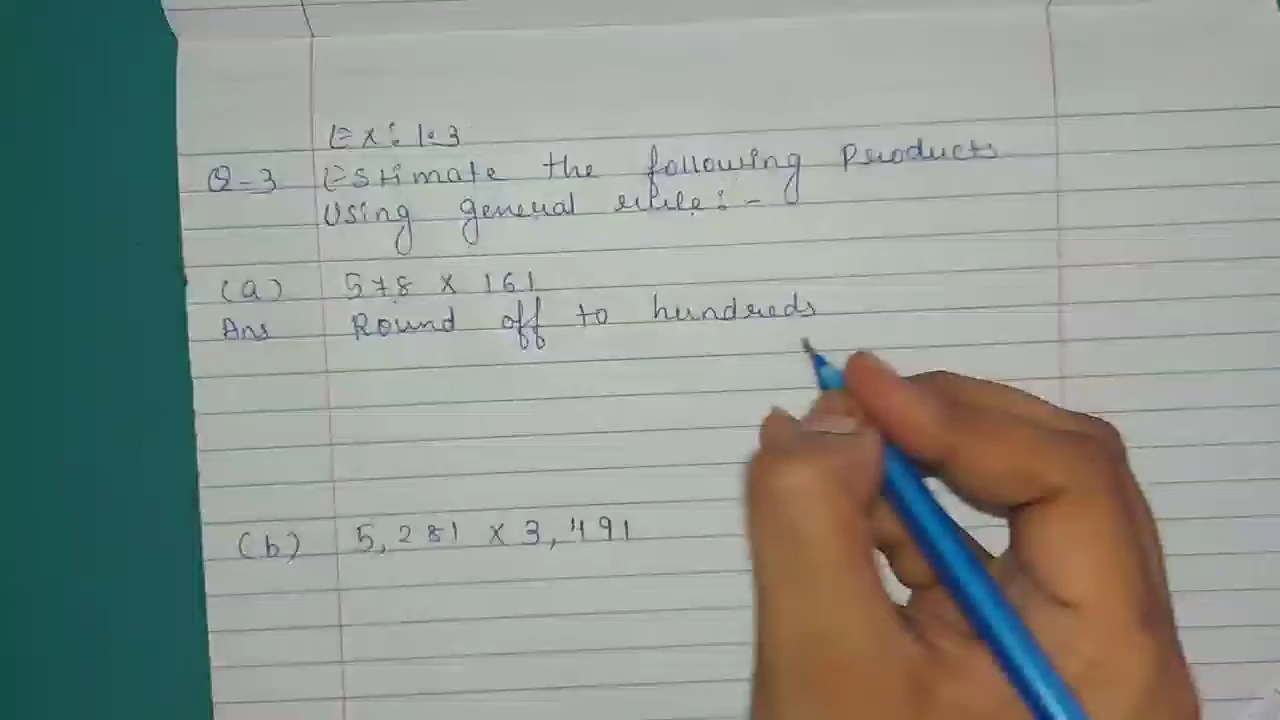 Ex: 1.3
Q-3 Estimate the following Products
Using general rule:-
(a) 578 x 161
Ans Round off to hundreds
(b) 5,281 x 3,491